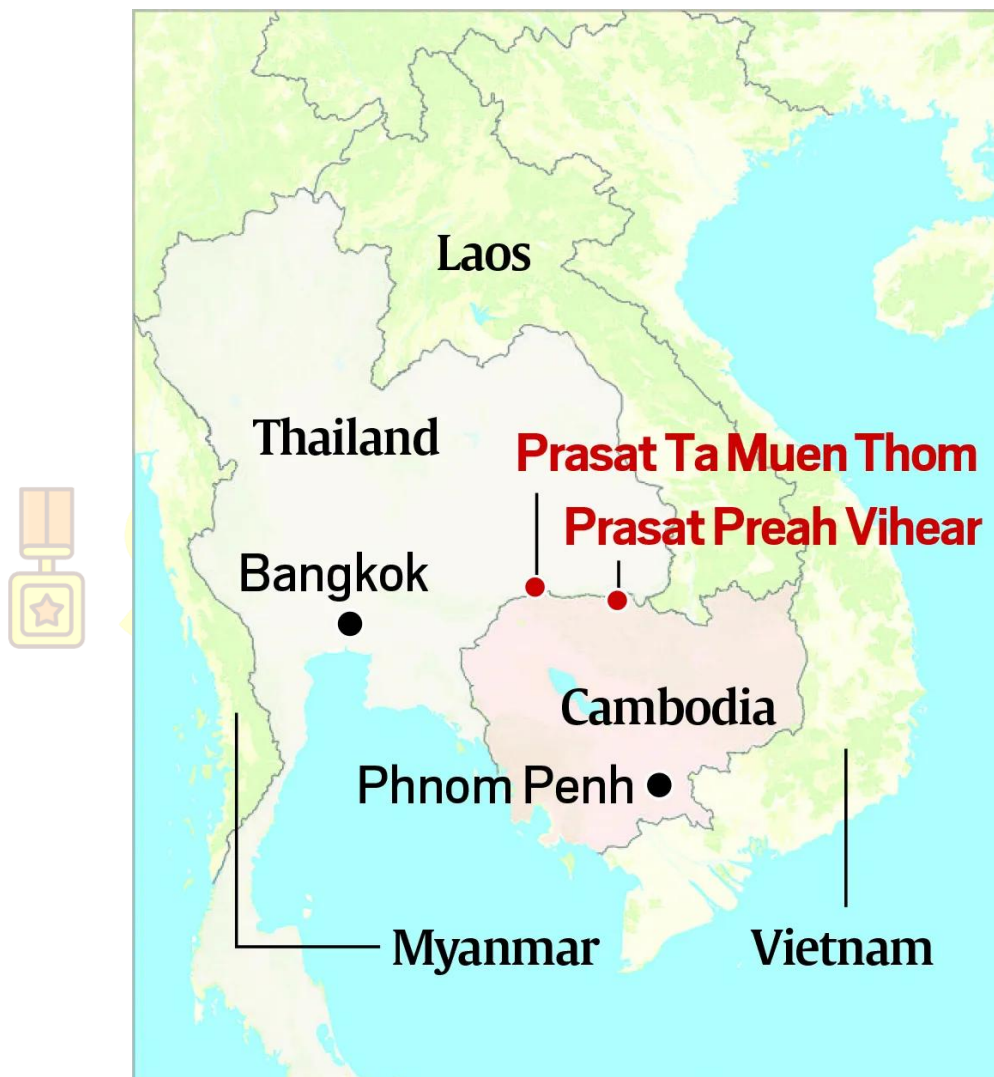 Laos
Thailand
Prasat Ta Muen Thom
Prasat Preah Vihear
Bangkok
Cambodia
Phnom Penh
Myanmar
Vietnam